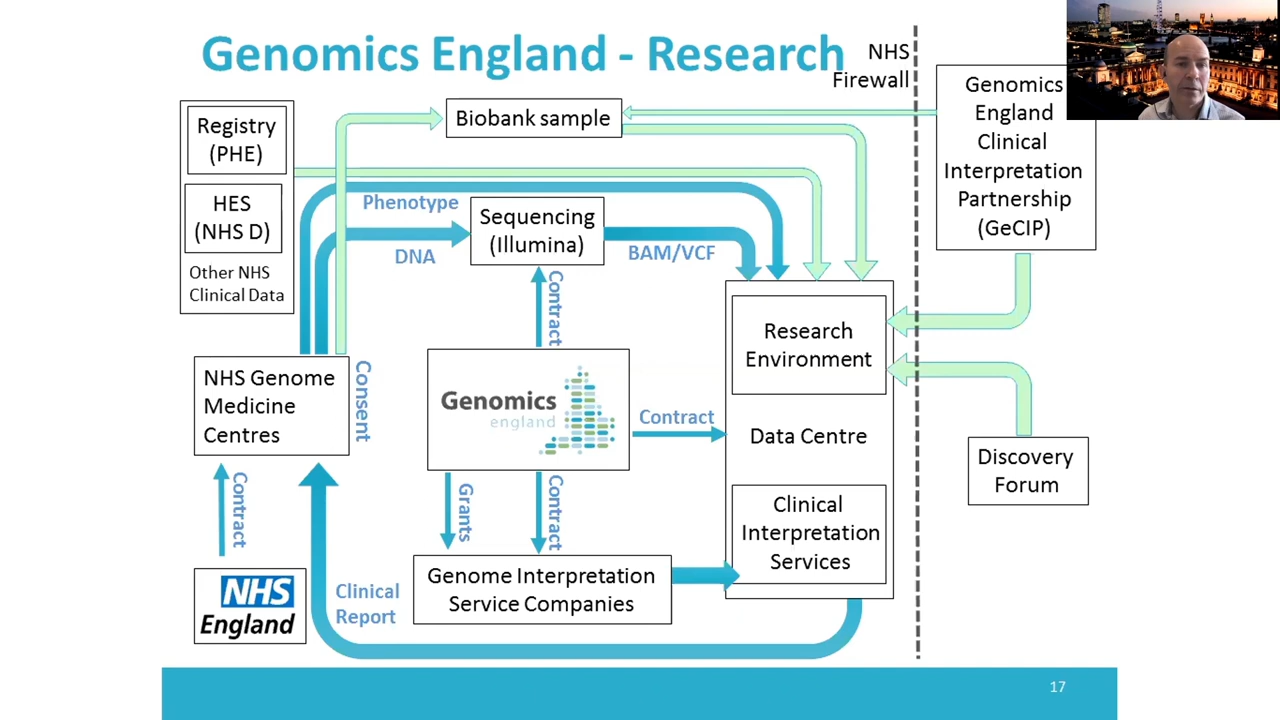 Genomics England - Research
NHS
Firewall
Genomics
England
Clinical
Interpretation
Partnership
(GeCIP)
Registry
(PHE)
HES
(NHS D)
Other NHS
Clinical Data
Biobank sample
Phenotype
DNA
Sequencing
(Illumina)
BAM/VCF
Contract
Research
Environment
Data Centre
Clinical
Interpretation
Services
NHS Genome
Medicine
Centres
Consent
Genomics
england
Contract
Discovery
Forum
Contract
Grants
Contract
Genome Interpretation
Service Companies
NHS
England
Clinical
Report
17